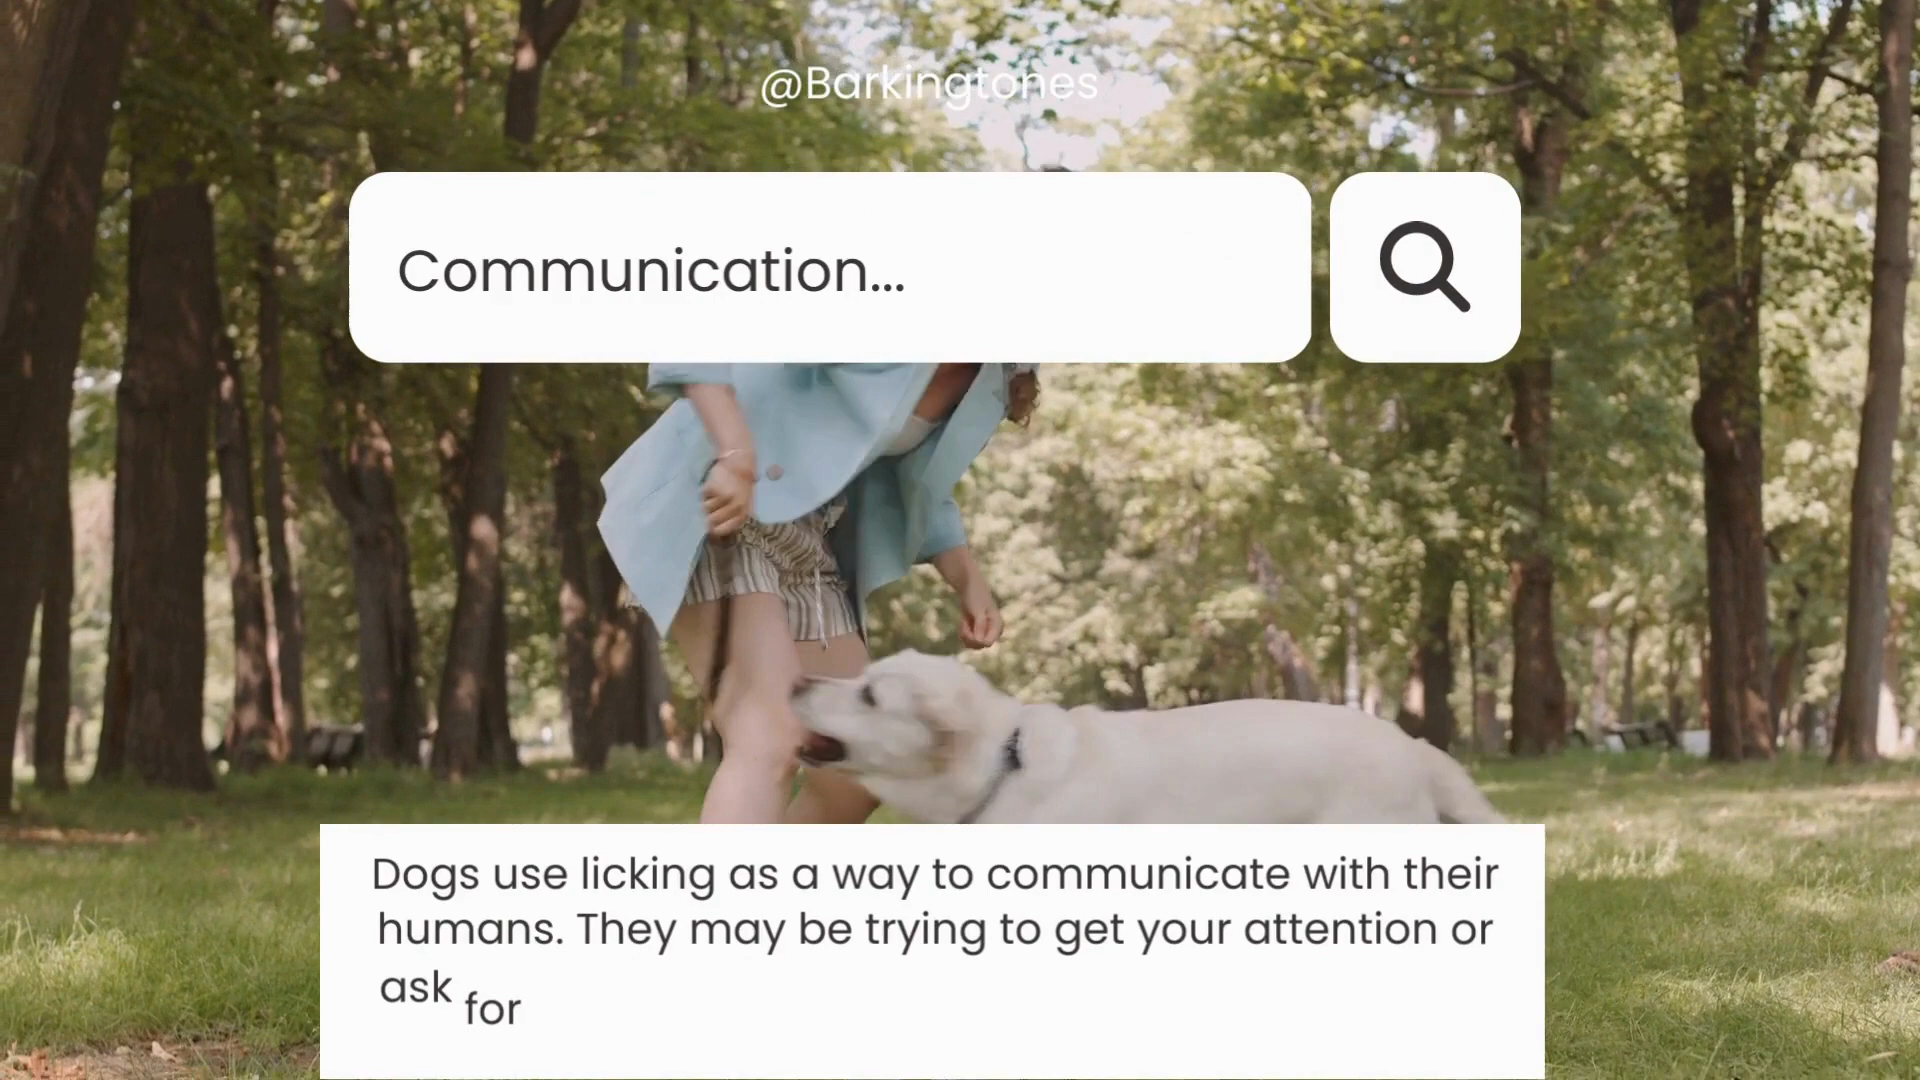 @Barkingtones
Communication...
Dogs use licking as a way to communicate with their
humans. They may be trying to get your attention or
ask for